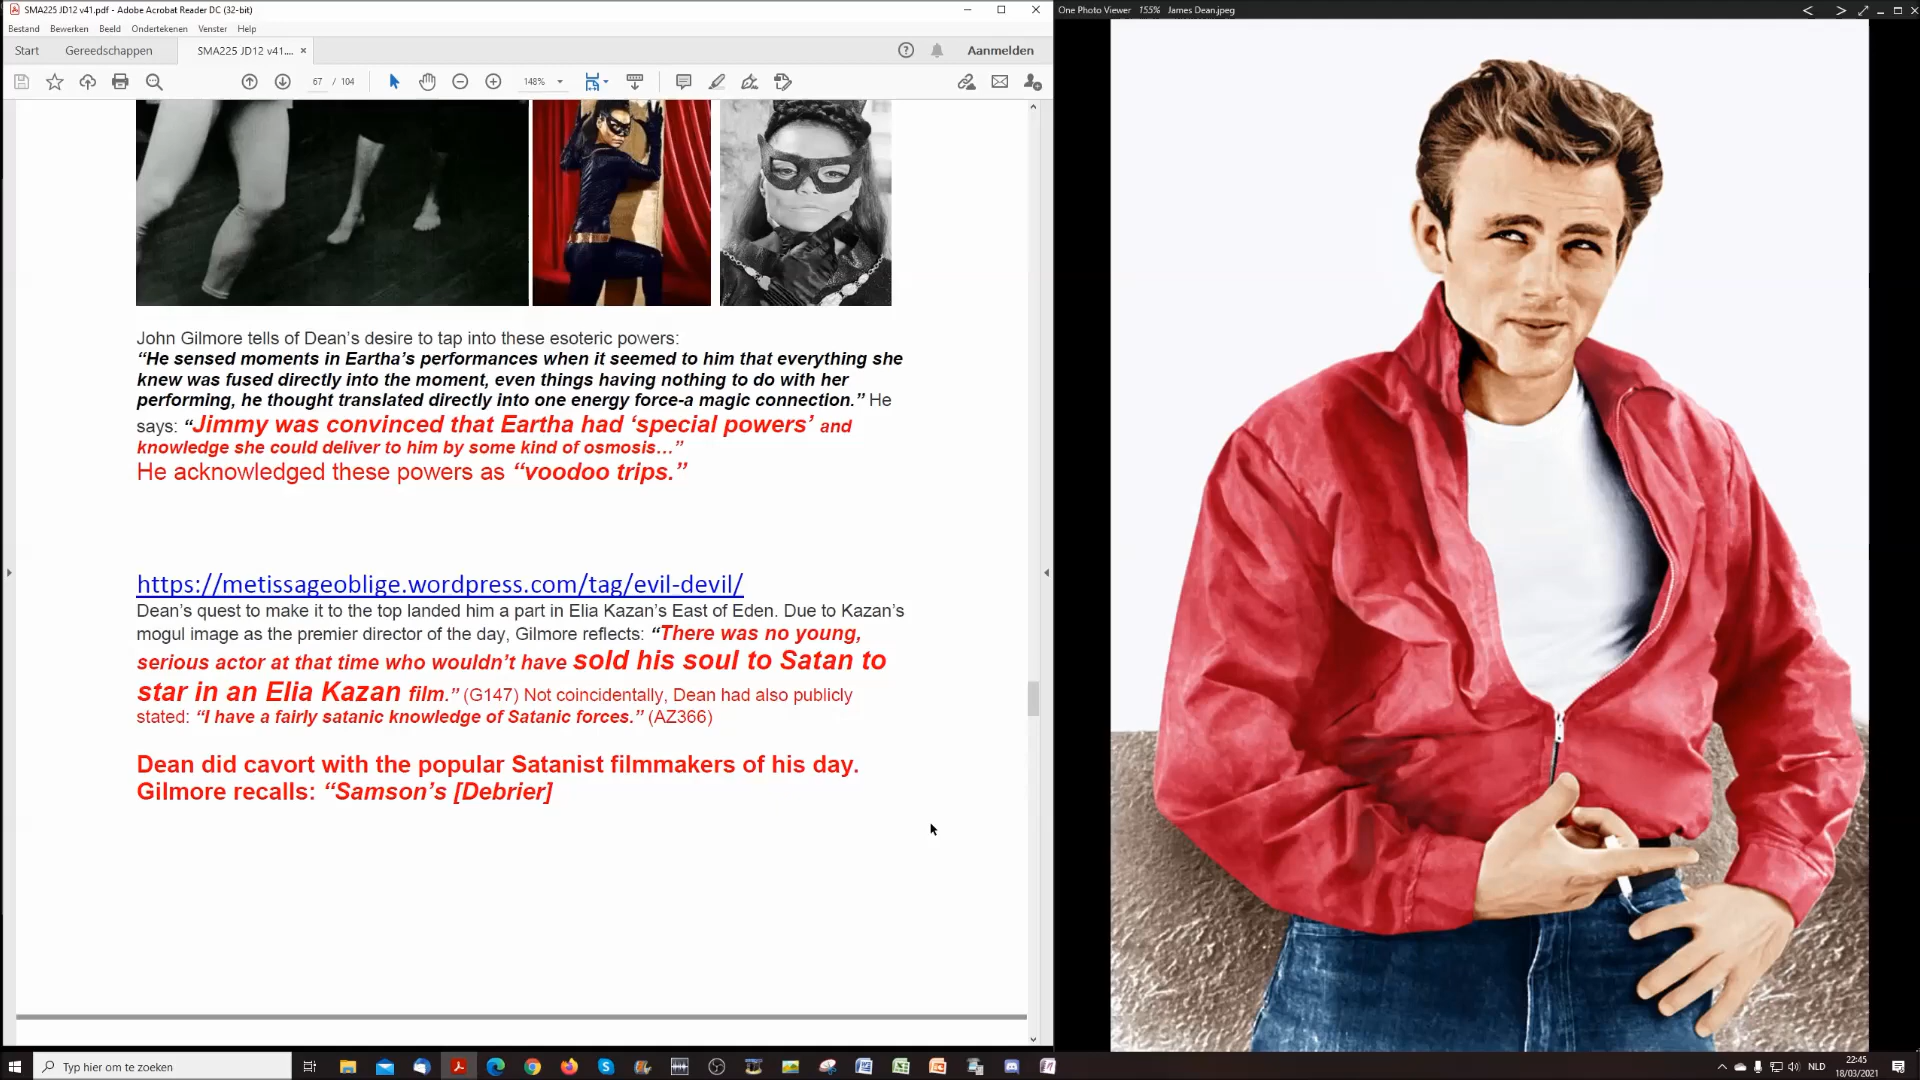 SMA225 JD12 v41.pdf - Adobe Acrobat Reader DC (32-bit)
Bestand Bewerken Beeld Ondertekenen Venster Help
Start Gereedschappen SMA225 JD12 v41.... × Aanmelden
67 / 104 148%
John Gilmore tells of Dean’s desire to tap into these esoteric powers:
“He sensed moments in Eartha’s performances when it seemed to him that everything she
knew was fused directly into the moment, even things having nothing to do with her
performing, he thought translated directly into one energy force-a magic connection.” He
says: “Jimmy was convinced that Eartha had ‘special powers’ and
knowledge she could deliver to him by some kind of osmosis…”
He acknowledged these powers as “voodoo trips.”
https://metissageoblige.wordpress.com/tag/evil-devil/
Dean’s quest to make it to the top landed him a part in Elia Kazan’s East of Eden. Due to Kazan’s
mogul image as the premier director of the day, Gilmore reflects: “There was no young,
serious actor at that time who wouldn’t have sold his soul to Satan to
star in an Elia Kazan film.” (G147) Not coincidentally, Dean had also publicly
stated: “I have a fairly satanic knowledge of Satanic forces.” (AZ366)
Dean did cavort with the popular Satanist filmmakers of his day.
Gilmore recalls: “Samson’s [Debrier]
One Photo Viewer 155% James Dean.jpeg
Typ hier om te zoeken
NLD
22:45
18/03/2021